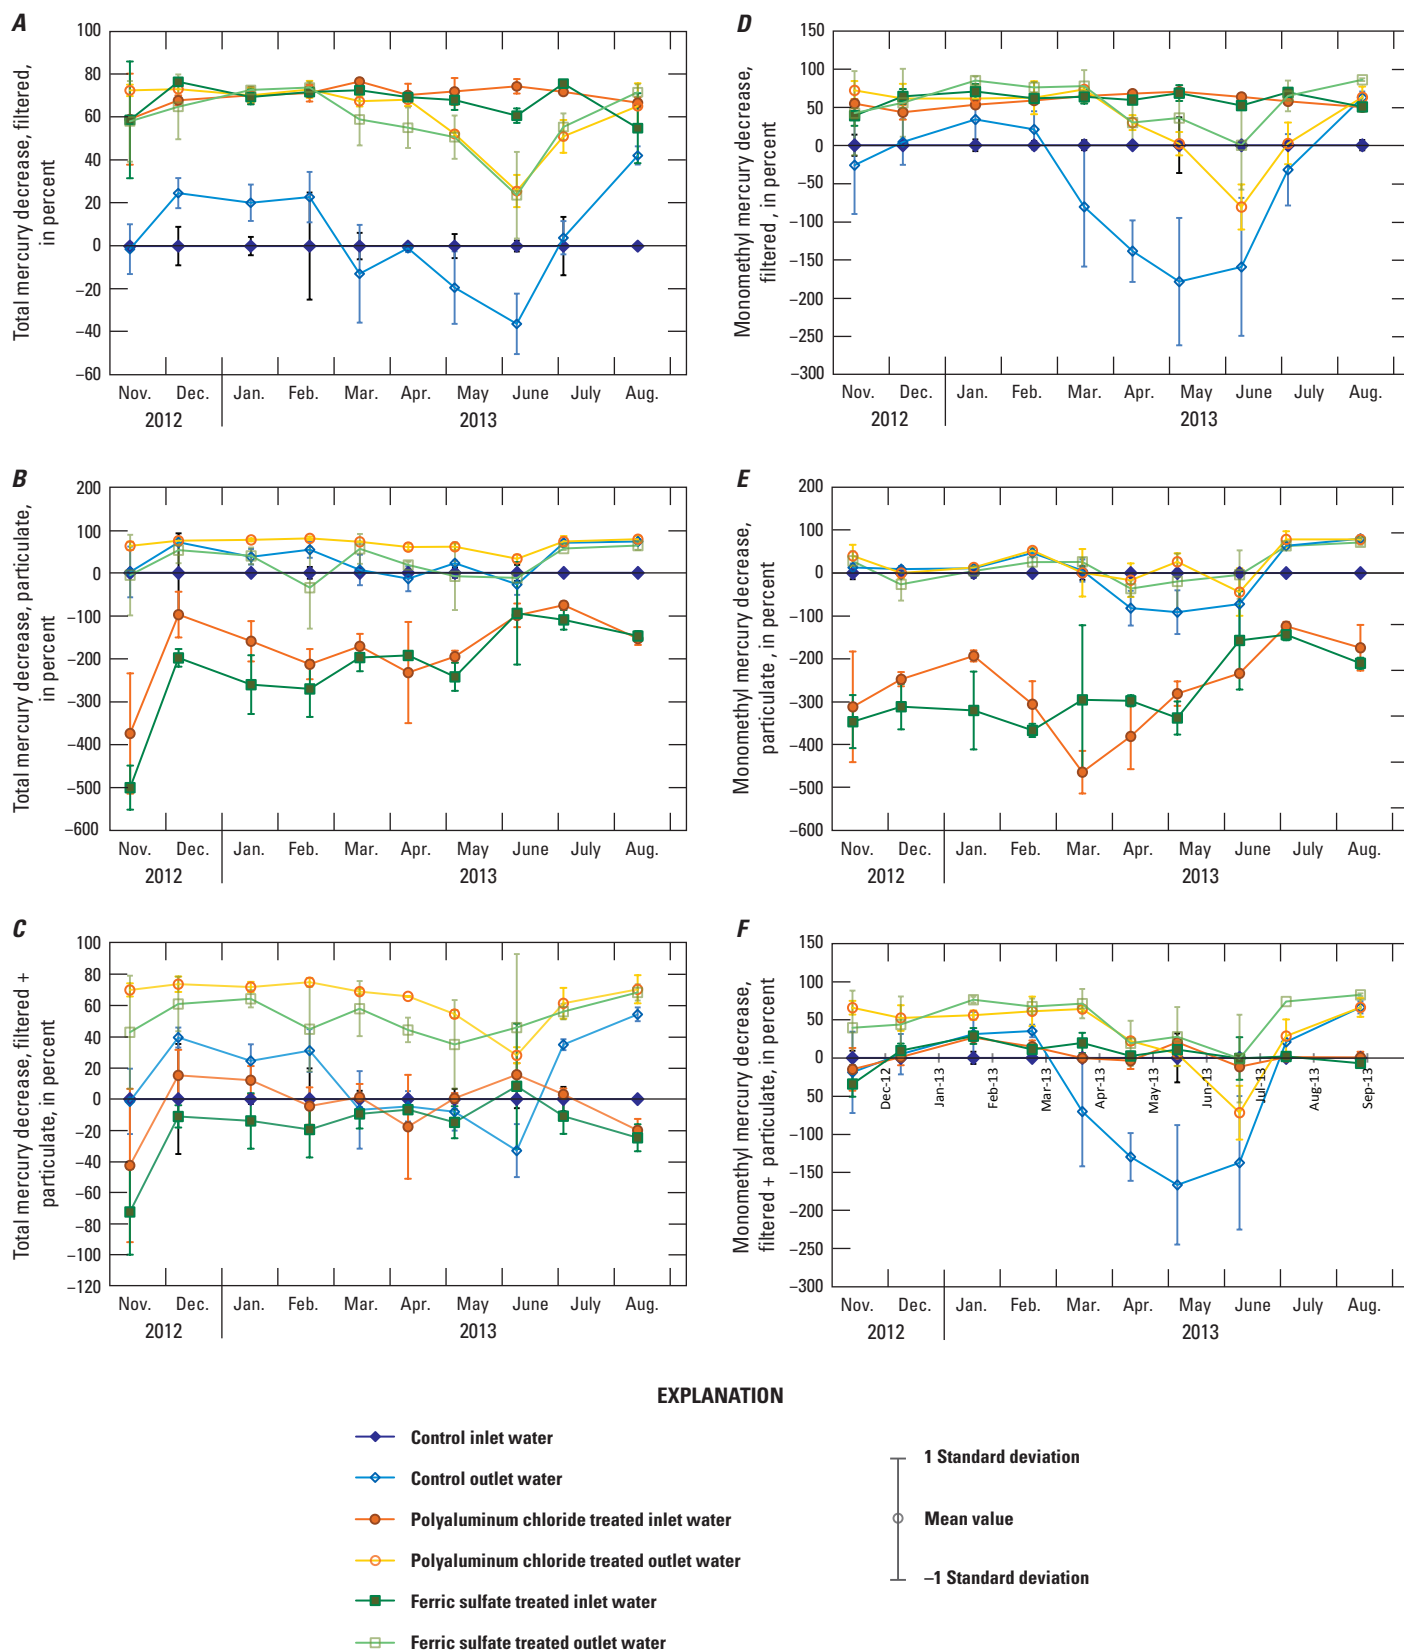 A
Total mercury decrease, filtered,
in percent
100
80
60
40
20
0
–20
–40
–60
Nov. Dec. Jan. Feb. Mar. Apr. May June July Aug.
2012 2013
D
Monomethyl mercury decrease,
filtered , in percent
150
100
50
0
–50
–100
–150
–200
–250
–300
Nov. Dec. Jan. Feb. Mar. Apr. May June July Aug.
2012 2013
B
Total mercury decrease, particulate,
in percent
200
100
0
–100
–200
–300
–400
–500
–600
Nov. Dec. Jan. Feb. Mar. Apr. May June July Aug.
2012 2013
E
Monomethyl mercury decrease,
particulate , in percent
200
100
0
–100
–200
–300
–400
–500
–600
Nov. Dec. Jan. Feb. Mar. Apr. May June July Aug.
2012 2013
C
Total mercury decrease, filtered +
particulate, in percent
100
80
60
40
20
0
–20
–40
–60
–80
–100
–120
Nov. Dec. Jan. Feb. Mar. Apr. May June July Aug.
2012 2013
F
Monomethyl mercury decrease,
filtered + particulate, in percent
150
100
50
0
50
–100
–150
–200
–250
–300
Dec-12 Jan-13 Feb-13 Mar-13 Apr-13 May-13 Jun-13 Jul-13 Aug-13 Sep-13
Nov. Dec. Jan. Feb. Mar. Apr. May June July Aug.
2012 2013
EXPLANATION
Control inlet water
Control outlet water
Polyaluminum chloride treated inlet water
Polyaluminum chloride treated outlet water
Ferric sulfate treated inlet water
Ferric sulfate treated outlet water
1 Standard deviation
Mean value
–1 Standard deviation